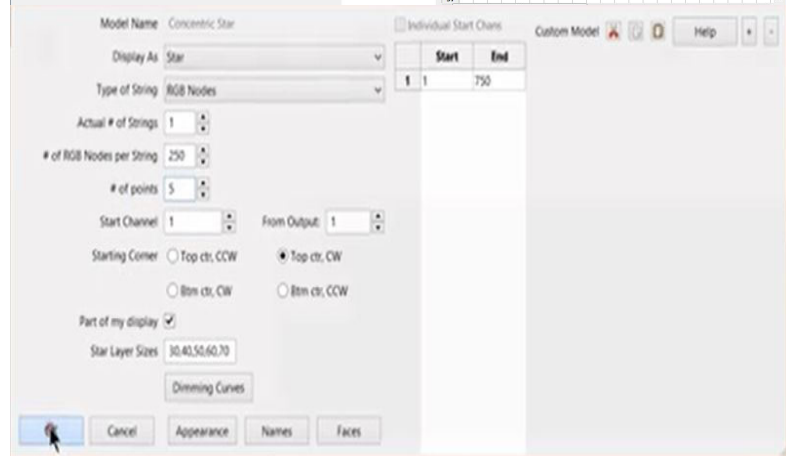 Model Name Concentric Star
Individual Start Chans
Custom Model
Help
+
-
Display As Star
Start End
1 1 750
Type of String RGB Nodes
Actual # of Strings 1
# of RGB Nodes per String 250
# of points 5
Start Channel 1 From Output: 1
Starting Corner Top ctr, CCW Top ctr, CW
Btm ctr, CW Btm ctr, CCW
Part of my display
Star Layer Sizes 30,40,50,60,70
Dimming Curves
Cancel Appearance Names Faces